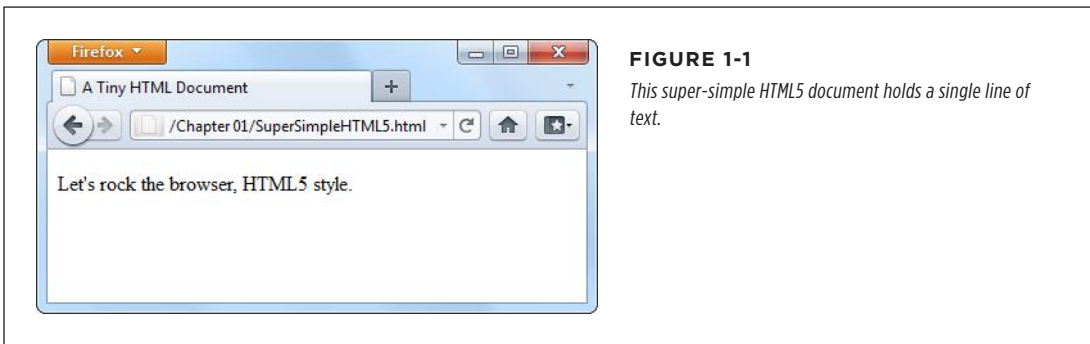 Firefox
A Tiny HTML Document
/Chapter 01/SuperSimpleHTML5.html
Let's rock the browser, HTML5 style.
FIGURE 1-1
This super-simple HTML5 document holds a single line of
text.